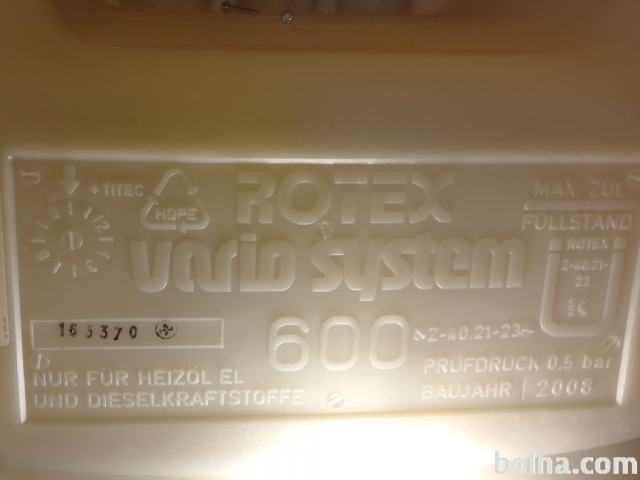 +TITEC
HDPE
ROTEX
vario system
600
163370
NUR FÜR HEIZÖL EL
UND DIESELKRAFTSTOFFE
MAX ZUL
FÜLLSTAND
ROTEX
Z-40.21-
23
Z-40.21-23
PRÜFDRUCK 0,5 bar
BAUJAHR | 2008
bolha.com